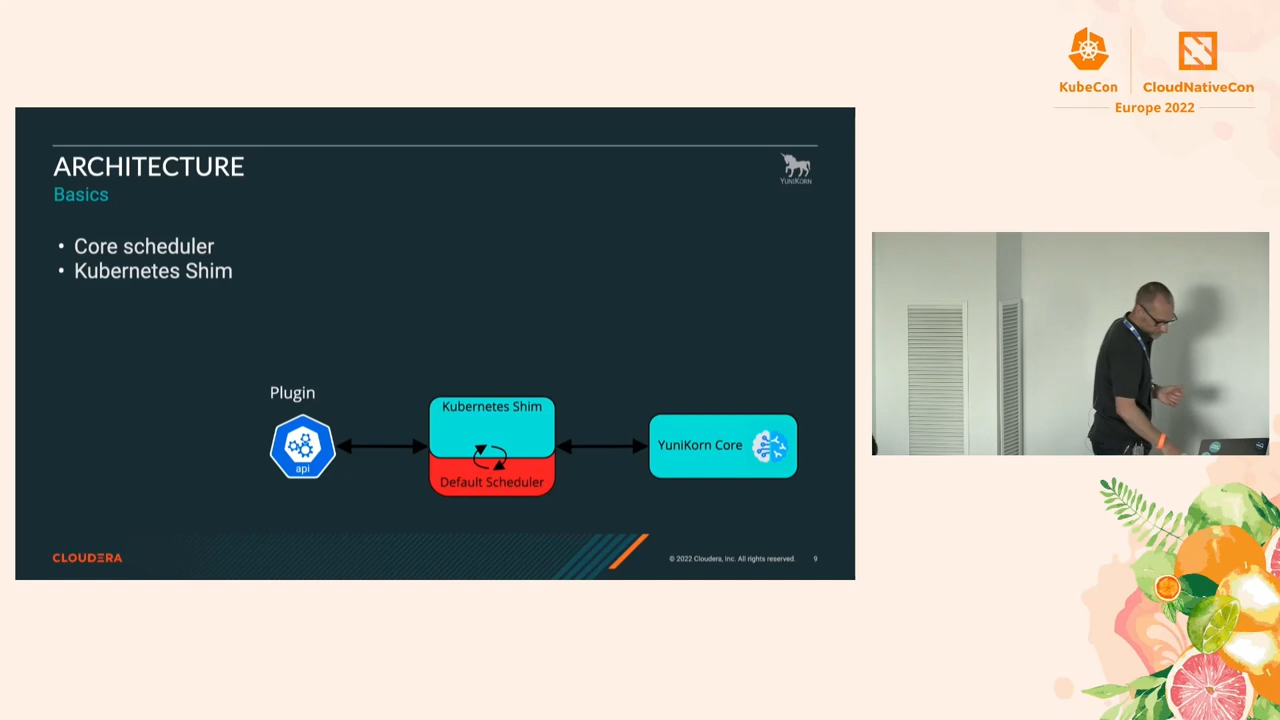 KubeCon
CloudNativeCon
Europe 2022
ARCHITECTURE
YUNIKORN
Basics
• Core scheduler
• Kubernetes Shim
Plugin
api
Kubernetes Shim
Default Scheduler
YuniKorn Core
CLOUDERA
© 2022 Cloudera, Inc. All rights reserved.
9